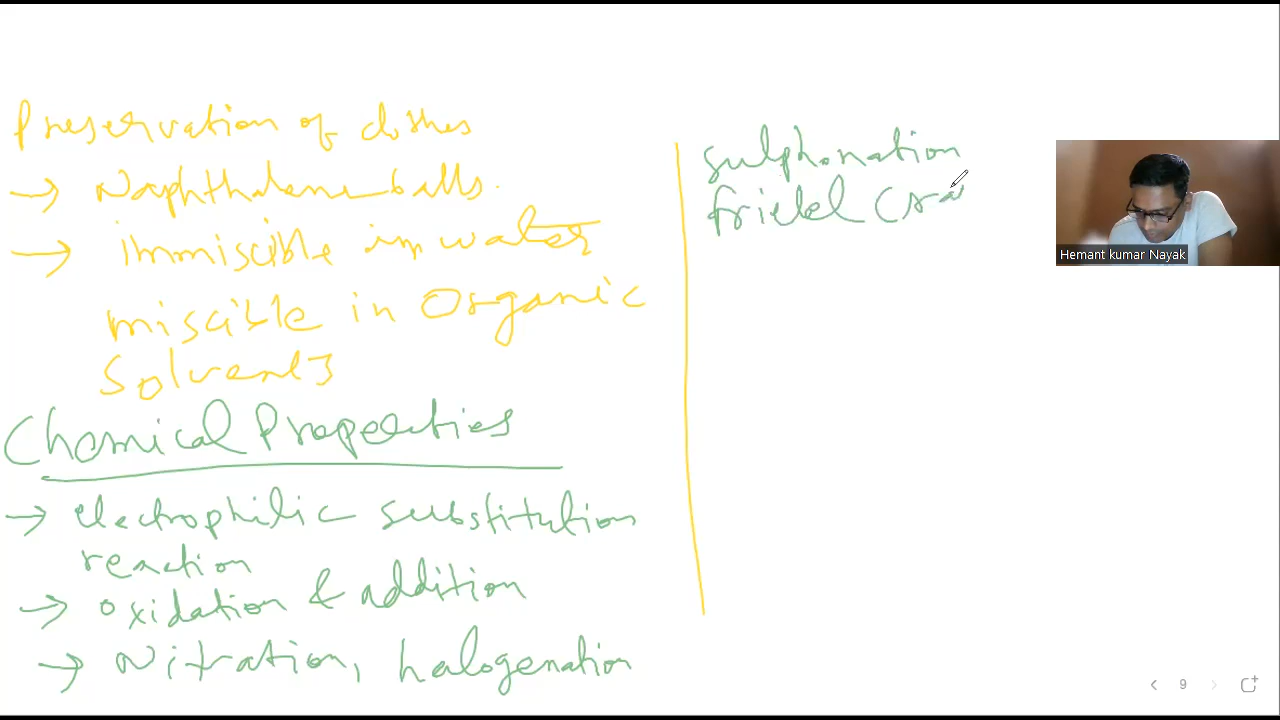 Preservation of clothes
→ Naphthalene balls.
→ immiscible in water
miscible in Organic
Solvents
Chemical Properties
→ electrophilic substitution
reaction
→ oxidation & addition
→ Nitration, halogenation
sulphonation
friedel Cra
Hemant kumar Nayak
9